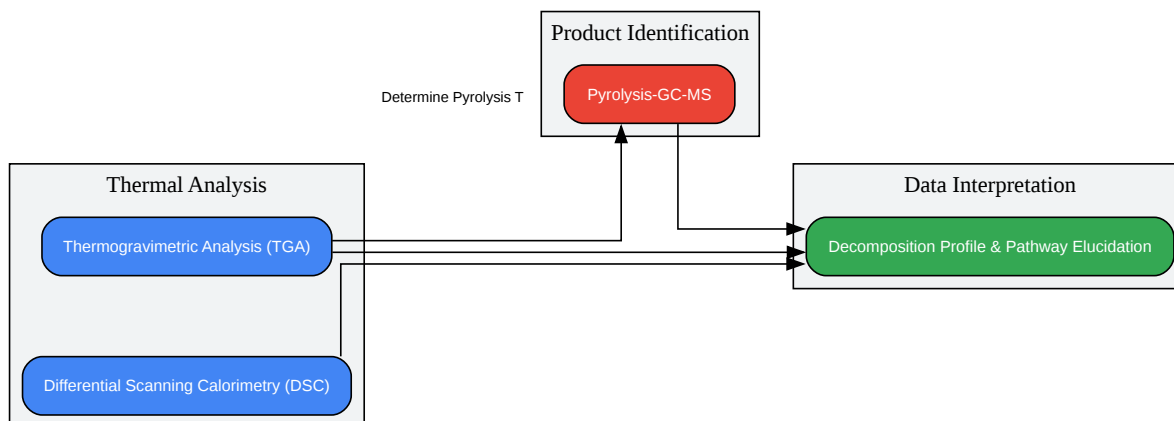 Product Identification
Pyrolysis-GC-MS
Determine Pyrolysis T
Thermal Analysis
Thermogravimetric Analysis (TGA)
Differential Scanning Calorimetry (DSC)
Data Interpretation
Decomposition Profile & Pathway Elucidation